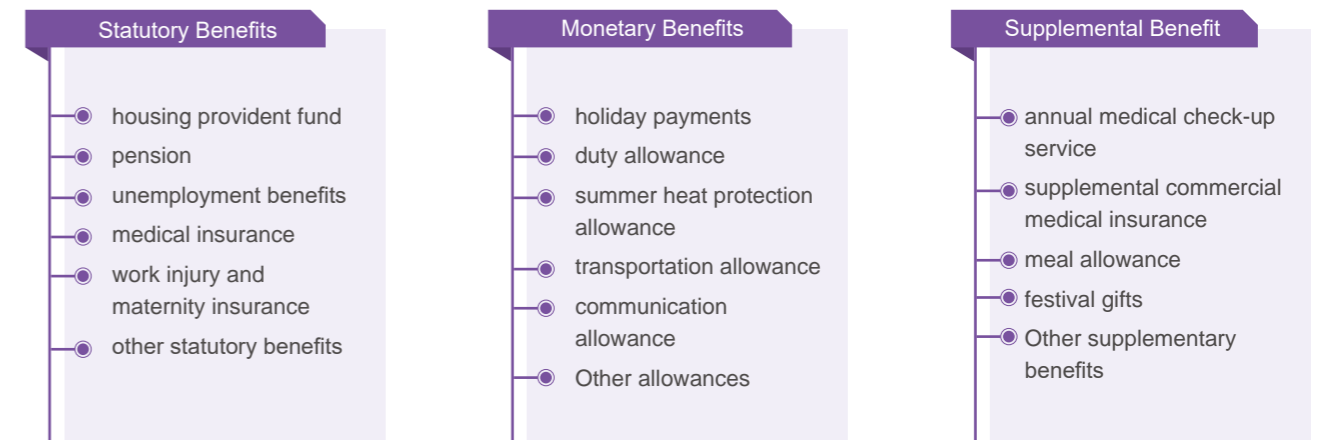 Statutory Benefits
housing provident fund
pension
unemployment benefits
medical insurance
work injury and
maternity insurance
other statutory benefits
Monetary Benefits
holiday payments
duty allowance
summer heat protection
allowance
transportation allowance
communication
allowance
Other allowances
Supplemental Benefit
annual medical check-up
service
supplemental commercial
medical insurance
meal allowance
festival gifts
Other supplementary
benefits